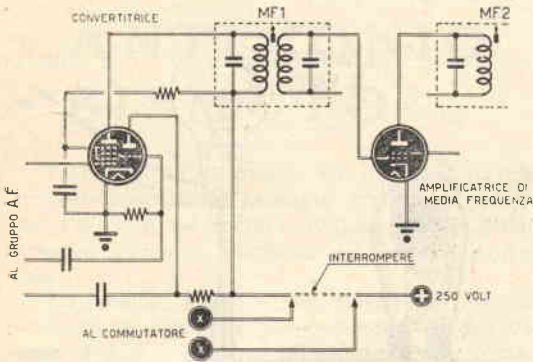 CONVERTITRICE
MF1
MF2
AL GRUPPO A.F
AMPLIFICATRICE DI
MEDIA FREQUENZA
INTERROMPERE
250 VOLT
AL COMMUTATORE
X
X